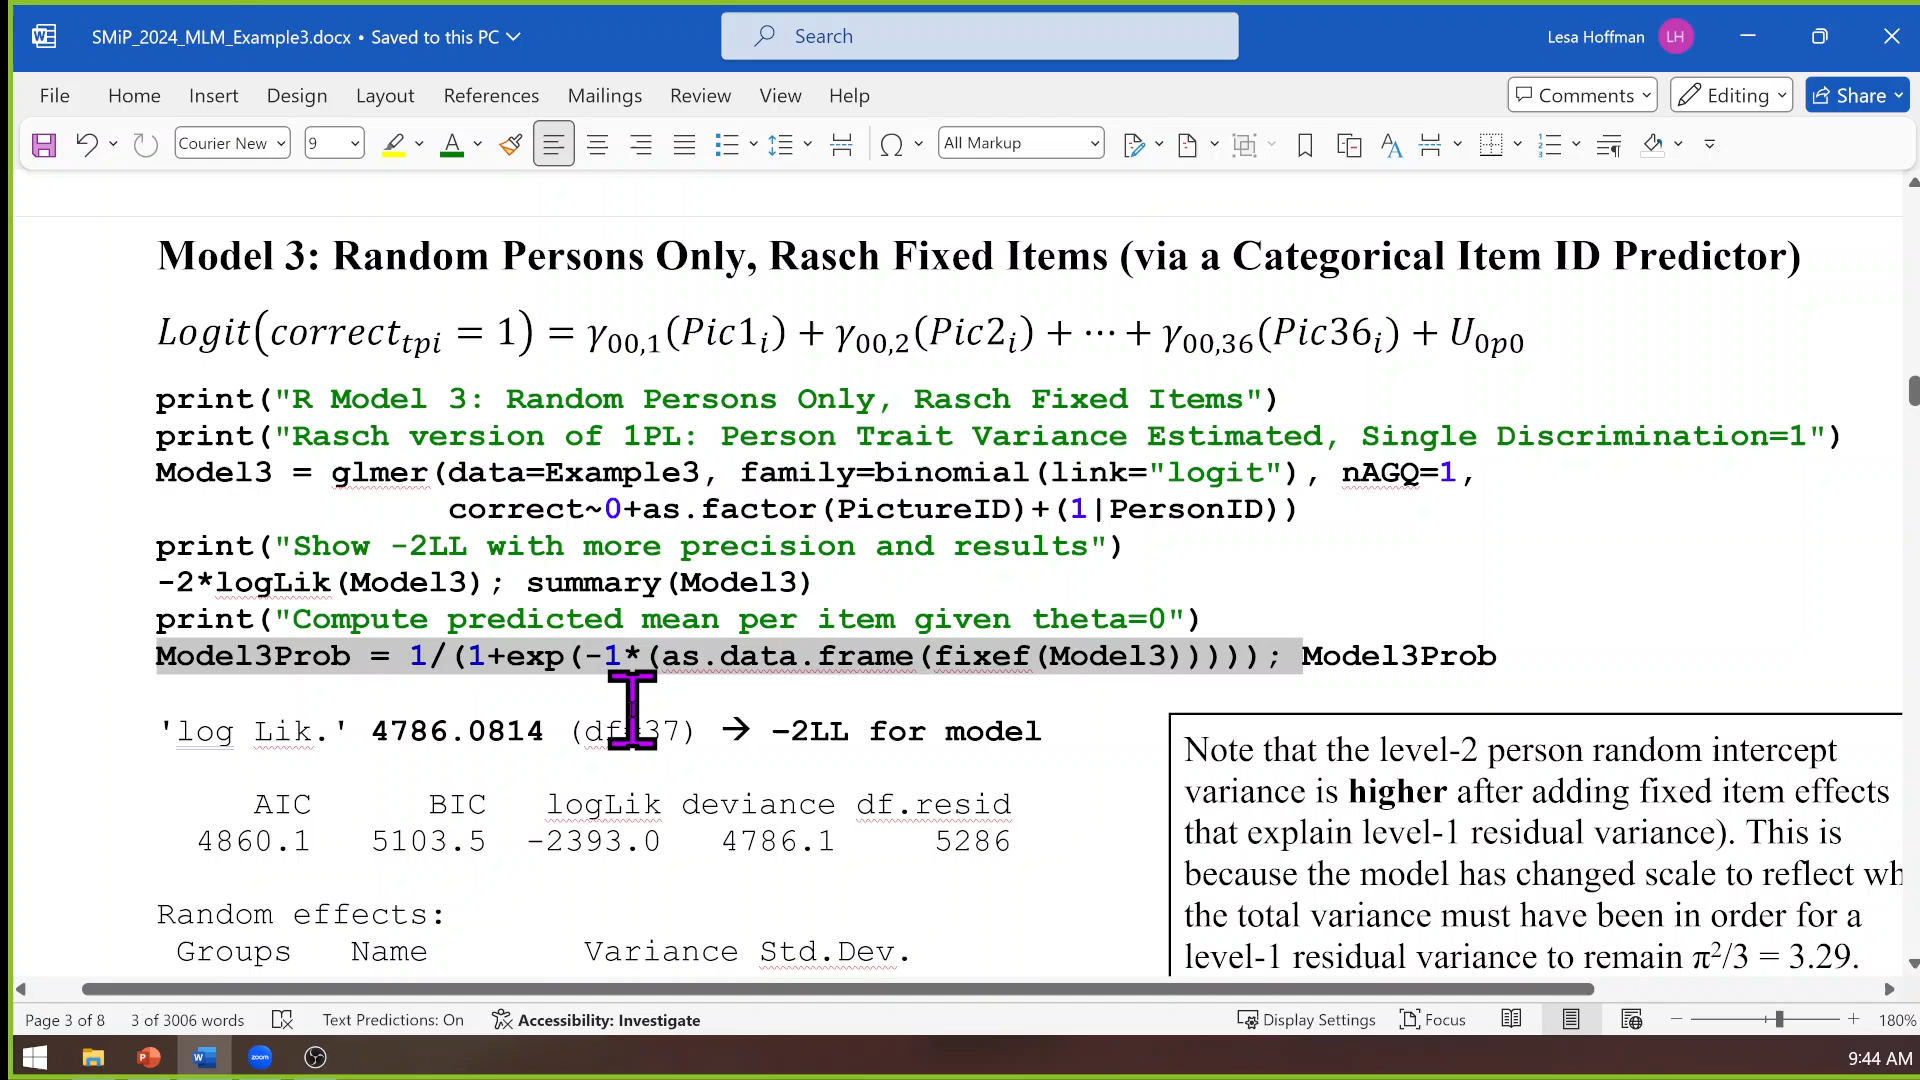 SMiP_2024_MLM_Example3.docx • Saved to this PC
Search
Lesa Hoffman
LH
File Home Insert Design Layout References Mailings Review View Help
Comments Editing Share
Courier New 9 All Markup
Model 3: Random Persons Only, Rasch Fixed Items (via a Categorical Item ID Predictor)
Logit(correct_tpi = 1) = γ_00,1(Pic1_i) + γ_00,2(Pic2_i) + ⋯ + γ_00,36(Pic36_i) + U_0p0
print("R Model 3: Random Persons Only, Rasch Fixed Items")
print("Rasch version of 1PL: Person Trait Variance Estimated, Single Discrimination=1")
Model3 = glmer(data=Example3, family=binomial(link="logit"), nAGQ=1,
correct~0+as.factor(PictureID)+(1|PersonID))
print("Show -2LL with more precision and results")
-2*logLik(Model3); summary(Model3)
print("Compute predicted mean per item given theta=0")
Model3Prob = 1/(1+exp(-1*(as.data.frame(fixef(Model3))))); Model3Prob
'log Lik.' 4786.0814 (df=37) → -2LL for model
AIC BIC logLik deviance df.resid
4860.1 5103.5 -2393.0 4786.1 5286
Random effects:
Groups Name Variance Std.Dev.
Note that the level-2 person random intercept
variance is higher after adding fixed item effects
that explain level-1 residual variance). This is
because the model has changed scale to reflect wh
the total variance must have been in order for a
level-1 residual variance to remain π²/3 = 3.29.
Page 3 of 8 3 of 3006 words Text Predictions: On Accessibility: Investigate Display Settings Focus 180%
zoom
9:44 AM